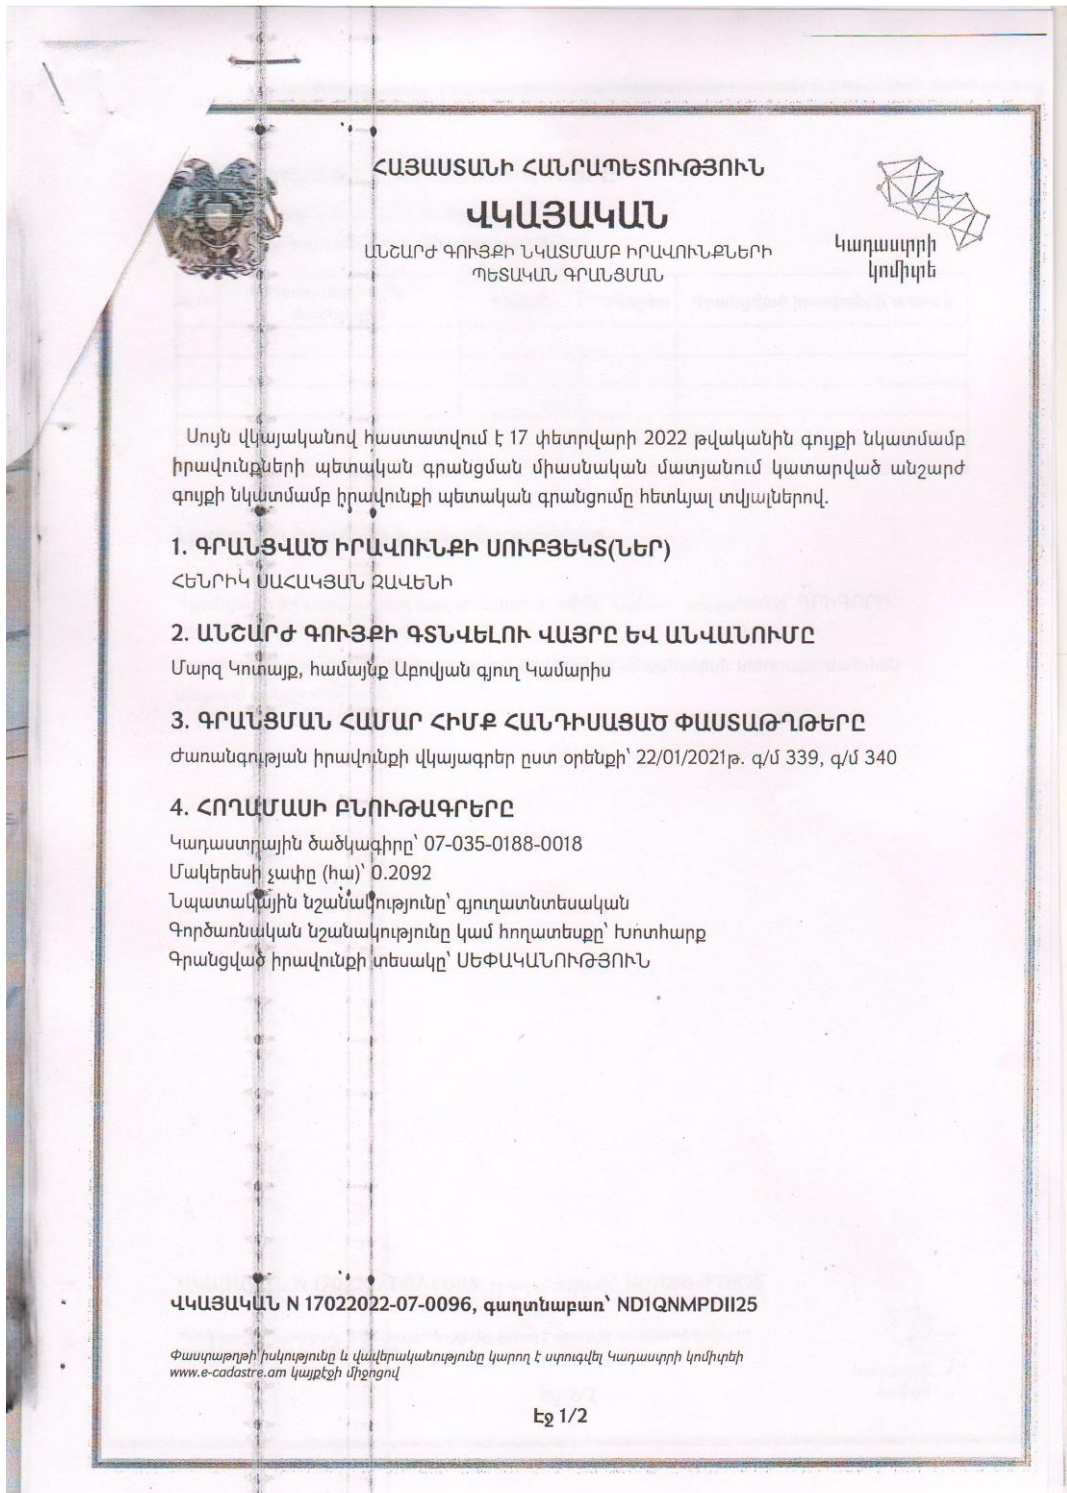 ՀԱՅԱՍՏԱՆԻ ՀԱՆՐԱՊԵՏՈՒԹՅՈՒՆ
ՎԿԱՅԱԿԱՆ
ԱՆՇԱՐԺ ԳՈՒՅՔԻ ՆԿԱՏՄԱՄԲ ԻՐԱՎՈՒՆՔՆԵՐԻ
ՊԵՏԱԿԱՆ ԳՐԱՆՑՄԱՆ
Կադաստրի
կոմիտե
Սույն վկայականով հաստատվում է 17 փետրվարի 2022 թվականին գույքի նկատմամբ
իրավունքների պետական գրանցման միասնական մատյանում կատարված անշարժ
գույքի նկատմամբ իրավունքի պետական գրանցումը հետևյալ տվյալներով.
1. ԳՐԱՆՑՎԱԾ ԻՐԱՎՈՒՆՔԻ ՍՈՒԲՅԵԿՏ(ՆԵՐ)
ՀԵՆՐԻԿ ՍԱՀԱԿՅԱՆ ԶԱՎԵՆԻ
2. ԱՆՇԱՐԺ ԳՈՒՅՔԻ ԳՏՆՎԵԼՈՒ ՎԱՅՐԸ ԵՎ ԱՆՎԱՆՈՒՄԸ
Մարզ Կոտայք, համայնք Աբովյան գյուղ Կամարիս
3. ԳՐԱՆՑՄԱՆ ՀԱՄԱՐ ՀԻՄՔ ՀԱՆԴԻՍԱՑԱԾ ՓԱՍՏԱԹՂԹԵՐԸ
Ժառանգության իրավունքի վկայագրեր ըստ օրենքի՝ 22/01/2021թ. գ/մ 339, գ/մ 340
4. ՀՈՂԱՄԱՍԻ ԲՆՈՒԹԱԳՐԵՐԸ
Կադաստրային ծածկագիրը՝ 07-035-0188-0018
Մակերեսի չափը (հա)՝ 0.2092
Նպատակային նշանակությունը՝ գյուղատնտեսական
Գործառնական նշանակությունը կամ հողատեսքը՝ Խոտհարք
Գրանցված իրավունքի տեսակը՝ ՍԵՓԱԿԱՆՈՒԹՅՈՒՆ
ՎԿԱՅԱԿԱՆ N 17022022-07-0096, գաղտնաբառ՝ ND1QNMPDII25
Փաստաթղթի իսկությունը և վավերականությունը կարող է ստուգվել Կադաստրի կոմիտեի
www.e-cadastre.am կայքէջի միջոցով
Էջ 1/2